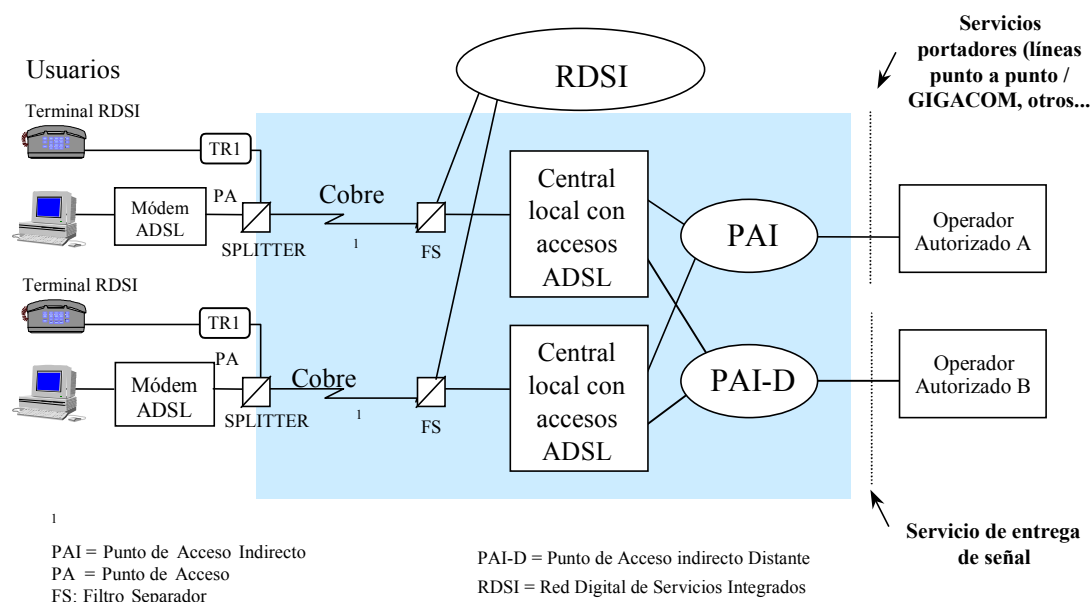 Servicios
portadores (líneas
punto a punto /
GIGACOM, otros...
Usuarios
RDSI
Terminal RDSI
TR1
PA
Módem
ADSL
SPLITTER
Cobre
1
FS
Central
local con
accesos
ADSL
PAI
Operador
Autorizado A
Terminal RDSI
TR1
PA
Módem
ADSL
SPLITTER
Cobre
1
FS
Central
local con
accesos
ADSL
PAI-D
Operador
Autorizado B
Servicio de entrega
de señal
1
PAI = Punto de Acceso Indirecto
PA = Punto de Acceso
FS: Filtro Separador
PAI-D = Punto de Acceso indirecto Distante
RDSI = Red Digital de Servicios Integrados